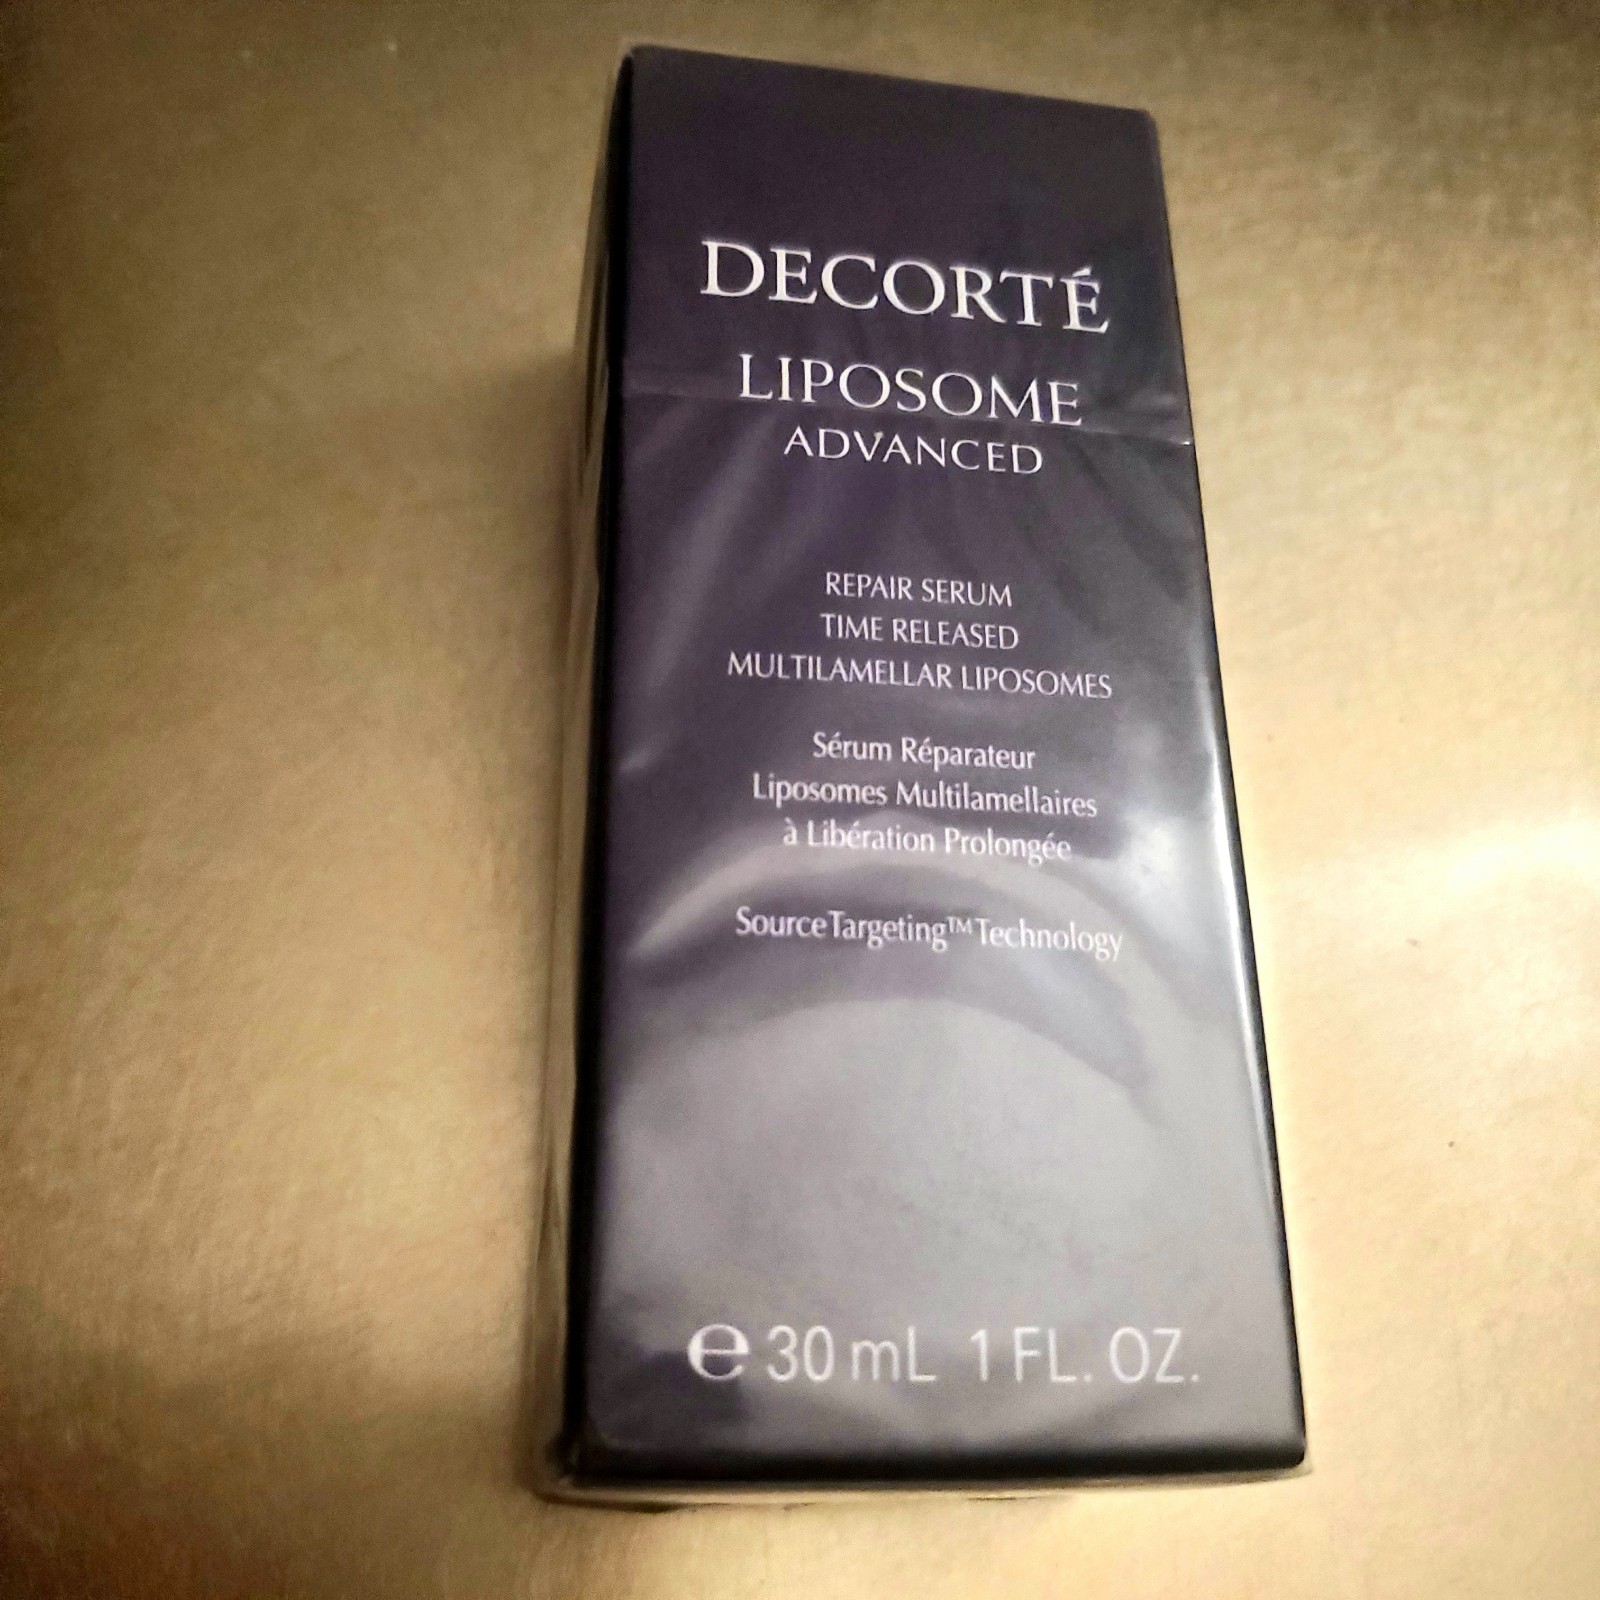 DECORTÉ
LIPOSOME
ADVANCED
REPAIR SERUM
TIME RELEASED
MULTILAMELLAR LIPOSOMES
Sérum Réparateur
Liposomes Multilamellaires
à Libération Prolongée
SourceTargeting™ Technology
℮ 30 mL 1 FL. OZ.